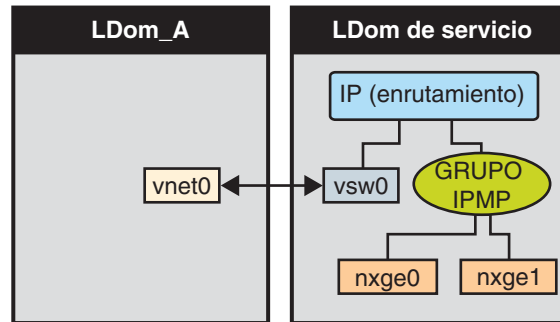 LDom_A
LDom de servicio
IP (enrutamiento)
vnet0
vsw0
GRUPO
IPMP
nxge0
nxge1